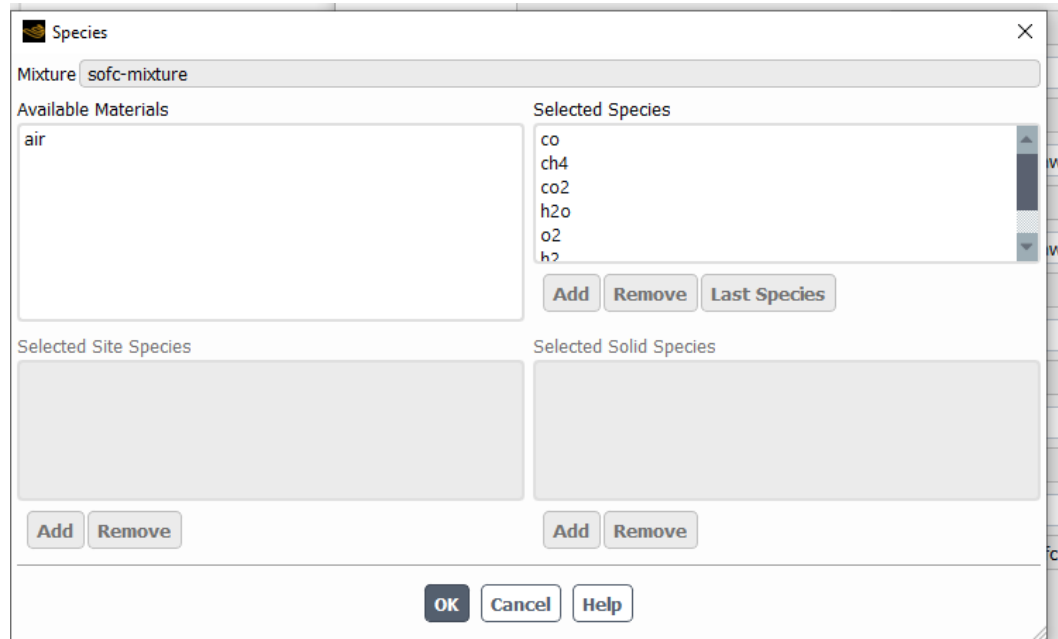 Species
Mixture sofc-mixture
Available Materials
air
Selected Species
co
ch4
co2
h2o
o2
h2
Add Remove Last Species
Selected Site Species
Add Remove
Selected Solid Species
Add Remove
OK Cancel Help